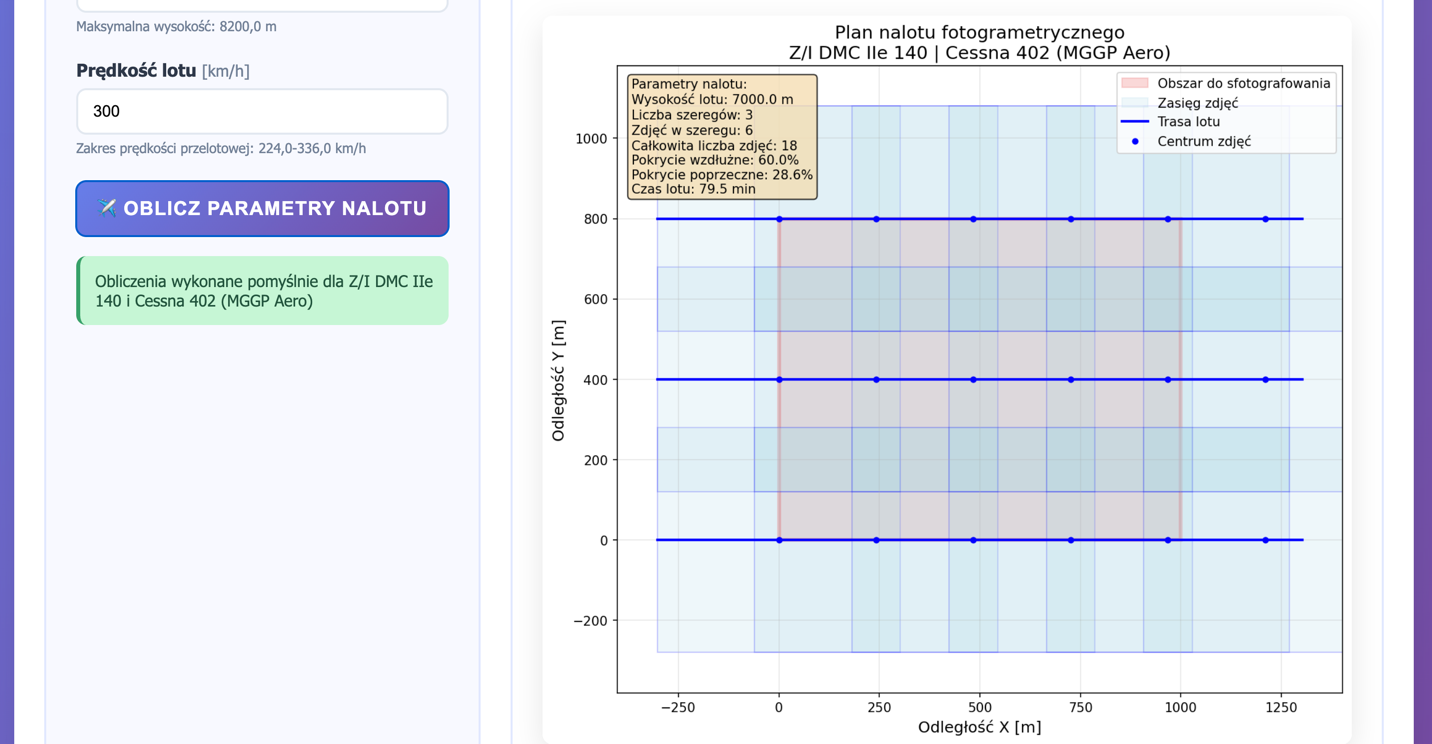 Maksymalna wysokość: 8200,0 m
Prędkość lotu [km/h]
300
Zakres prędkości przelotowej: 224,0-336,0 km/h
✈️ OBLICZ PARAMETRY NALOTU
Obliczenia wykonane pomyślnie dla Z/I DMC IIe
140 i Cessna 402 (MGGP Aero)
Plan nalotu fotogrametrycznego
Z/I DMC IIe 140 | Cessna 402 (MGGP Aero)
Parametry nalotu:
Wysokość lotu: 7000.0 m
Liczba szeregów: 3
Zdjęć w szeregu: 6
Całkowita liczba zdjęć: 18
Pokrycie wzdłużne: 60.0%
Pokrycie poprzeczne: 28.6%
Czas lotu: 79.5 min
Obszar do sfotografowania
Zasięg zdjęć
Trasa lotu
Centrum zdjęć
Odległość Y [m]
1000
800
600
400
200
0
−200
−250
0
250
500
750
1000
1250
Odległość X [m]